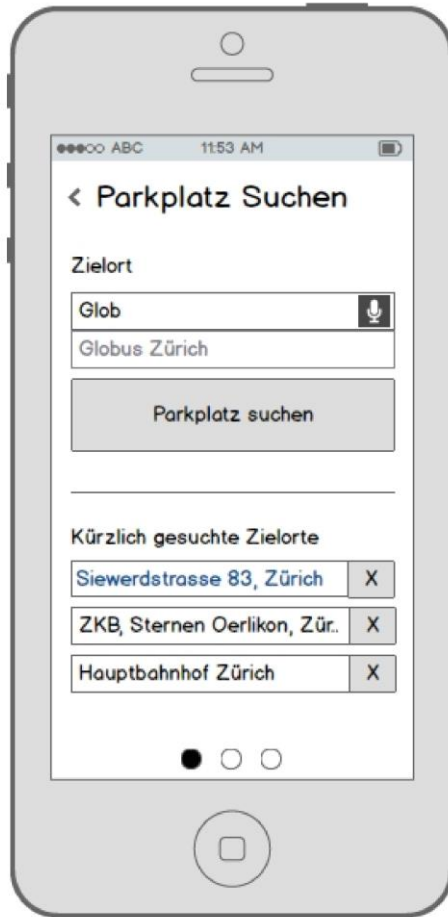 ABC 11:53 AM
< Parkplatz Suchen
Zielort
Glob
Globus Zürich
Parkplatz suchen
Kürzlich gesuchte Zielorte
Siewerdstrasse 83, Zürich X
ZKB, Sternen Oerlikon, Zür.. X
Hauptbahnhof Zürich X